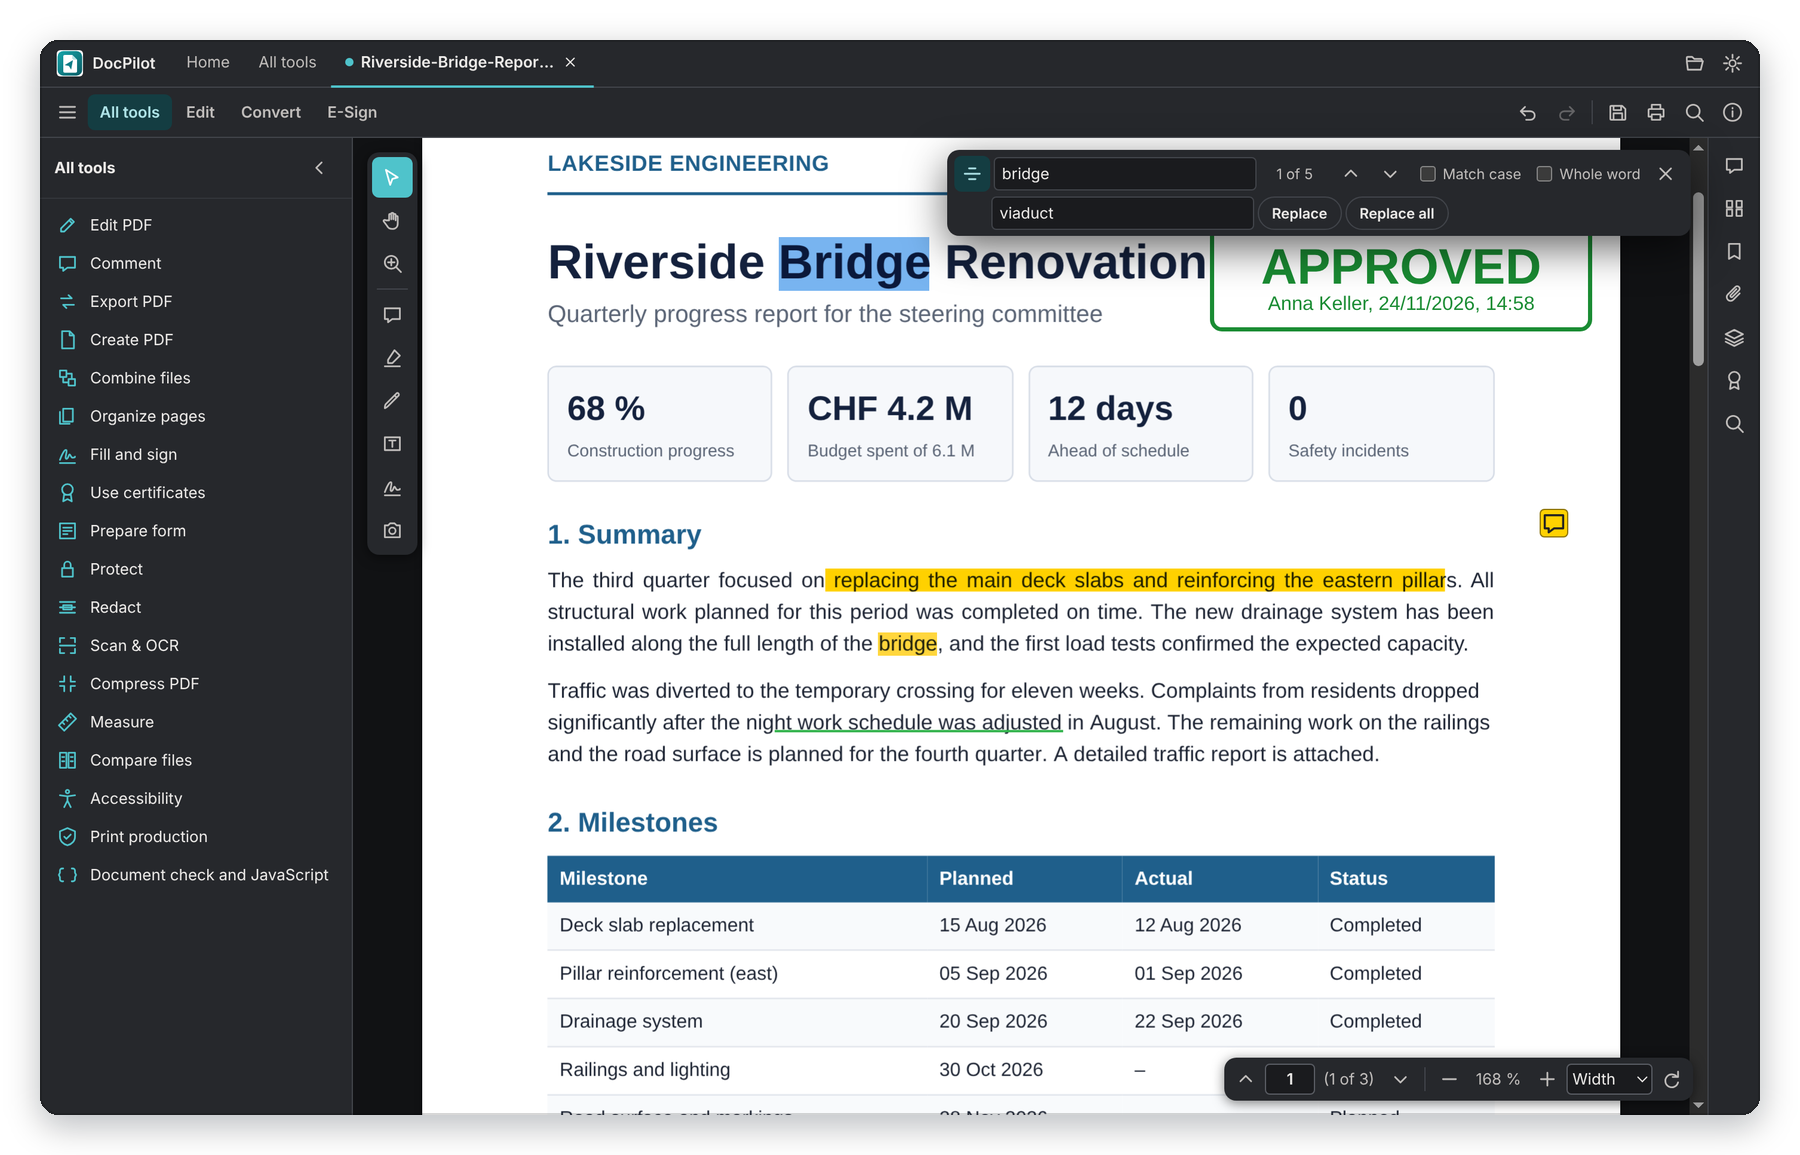 DocPilot
Home
All tools
Riverside-Bridge-Repor...
All tools
Edit
Convert
E-Sign
All tools
Edit PDF
Comment
Export PDF
Create PDF
Combine files
Organize pages
Fill and sign
Use certificates
Prepare form
Protect
Redact
Scan & OCR
Compress PDF
Measure
Compare files
Accessibility
Print production
Document check and JavaScript
bridge
1 of 5
Match case
Whole word
viaduct
Replace
Replace all
LAKESIDE ENGINEERING
Riverside Bridge Renovation
Quarterly progress report for the steering committee
APPROVED
Anna Keller, 24/11/2026, 14:58
68 %
Construction progress
CHF 4.2 M
Budget spent of 6.1 M
12 days
Ahead of schedule
0
Safety incidents
1. Summary
The third quarter focused on replacing the main deck slabs and reinforcing the eastern pillars. All
structural work planned for this period was completed on time. The new drainage system has been
installed along the full length of the bridge, and the first load tests confirmed the expected capacity.
Traffic was diverted to the temporary crossing for eleven weeks. Complaints from residents dropped
significantly after the night work schedule was adjusted in August. The remaining work on the railings
and the road surface is planned for the fourth quarter. A detailed traffic report is attached.
2. Milestones
Milestone Planned Actual Status
Deck slab replacement 15 Aug 2026 12 Aug 2026 Completed
Pillar reinforcement (east) 05 Sep 2026 01 Sep 2026 Completed
Drainage system 20 Sep 2026 22 Sep 2026 Completed
Railings and lighting 30 Oct 2026 –
Road surface and markings 28 Nov 2026 Planned
1 (1 of 3) 168 % Width